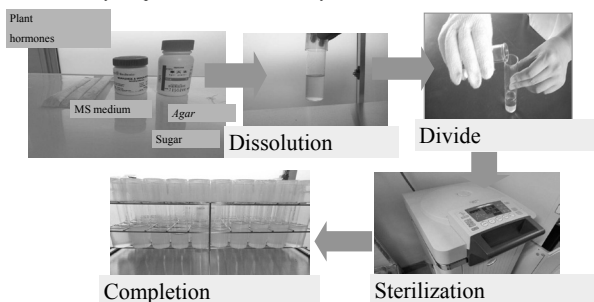 Plant
hormones
MS medium
Agar
Sugar
Dissolution
Divide
Sterilization
Completion